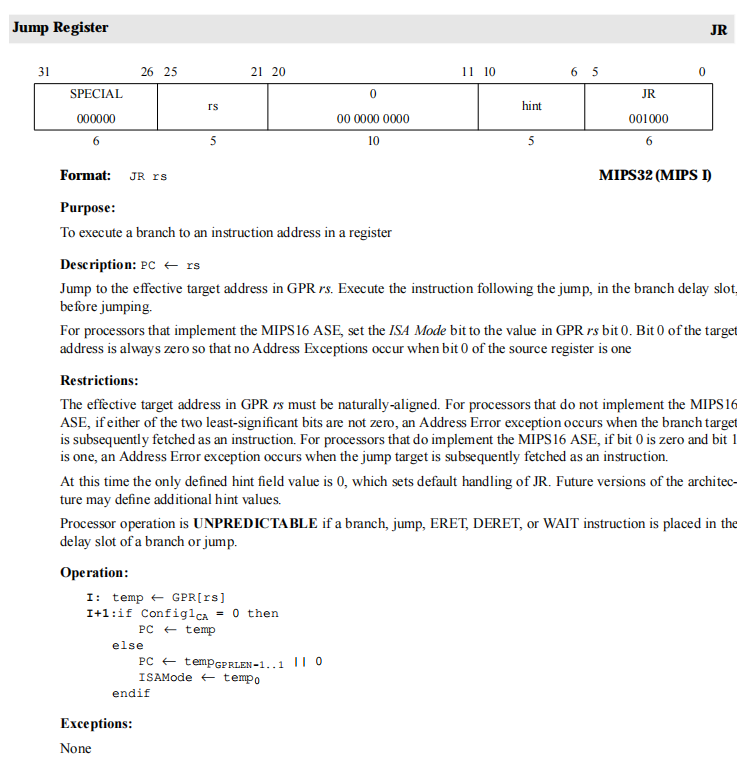 Jump Register JR
31 26 25 21 20 11 10 6 5 0
SPECIAL 0 JR
rs hint
000000 00 0000 0000 001000
6 5 10 5 6
Format: JR rs MIPS32 (MIPS I)
Purpose:
To execute a branch to an instruction address in a register
Description: PC ← rs
Jump to the effective target address in GPR rs. Execute the instruction following the jump, in the branch delay slot,
before jumping.
For processors that implement the MIPS16 ASE, set the ISA Mode bit to the value in GPR rs bit 0. Bit 0 of the target
address is always zero so that no Address Exceptions occur when bit 0 of the source register is one
Restrictions:
The effective target address in GPR rs must be naturally-aligned. For processors that do not implement the MIPS16
ASE, if either of the two least-significant bits are not zero, an Address Error exception occurs when the branch target
is subsequently fetched as an instruction. For processors that do implement the MIPS16 ASE, if bit 0 is zero and bit 1
is one, an Address Error exception occurs when the jump target is subsequently fetched as an instruction.
At this time the only defined hint field value is 0, which sets default handling of JR. Future versions of the architec-
ture may define additional hint values.
Processor operation is UNPREDICTABLE if a branch, jump, ERET, DERET, or WAIT instruction is placed in the
delay slot of a branch or jump.
Operation:
I: temp ← GPR[rs]
I+1:if Config1CA = 0 then
PC ← temp
else
PC ← tempGPRLEN-1..1 || 0
ISAMode ← temp0
endif
Exceptions:
None